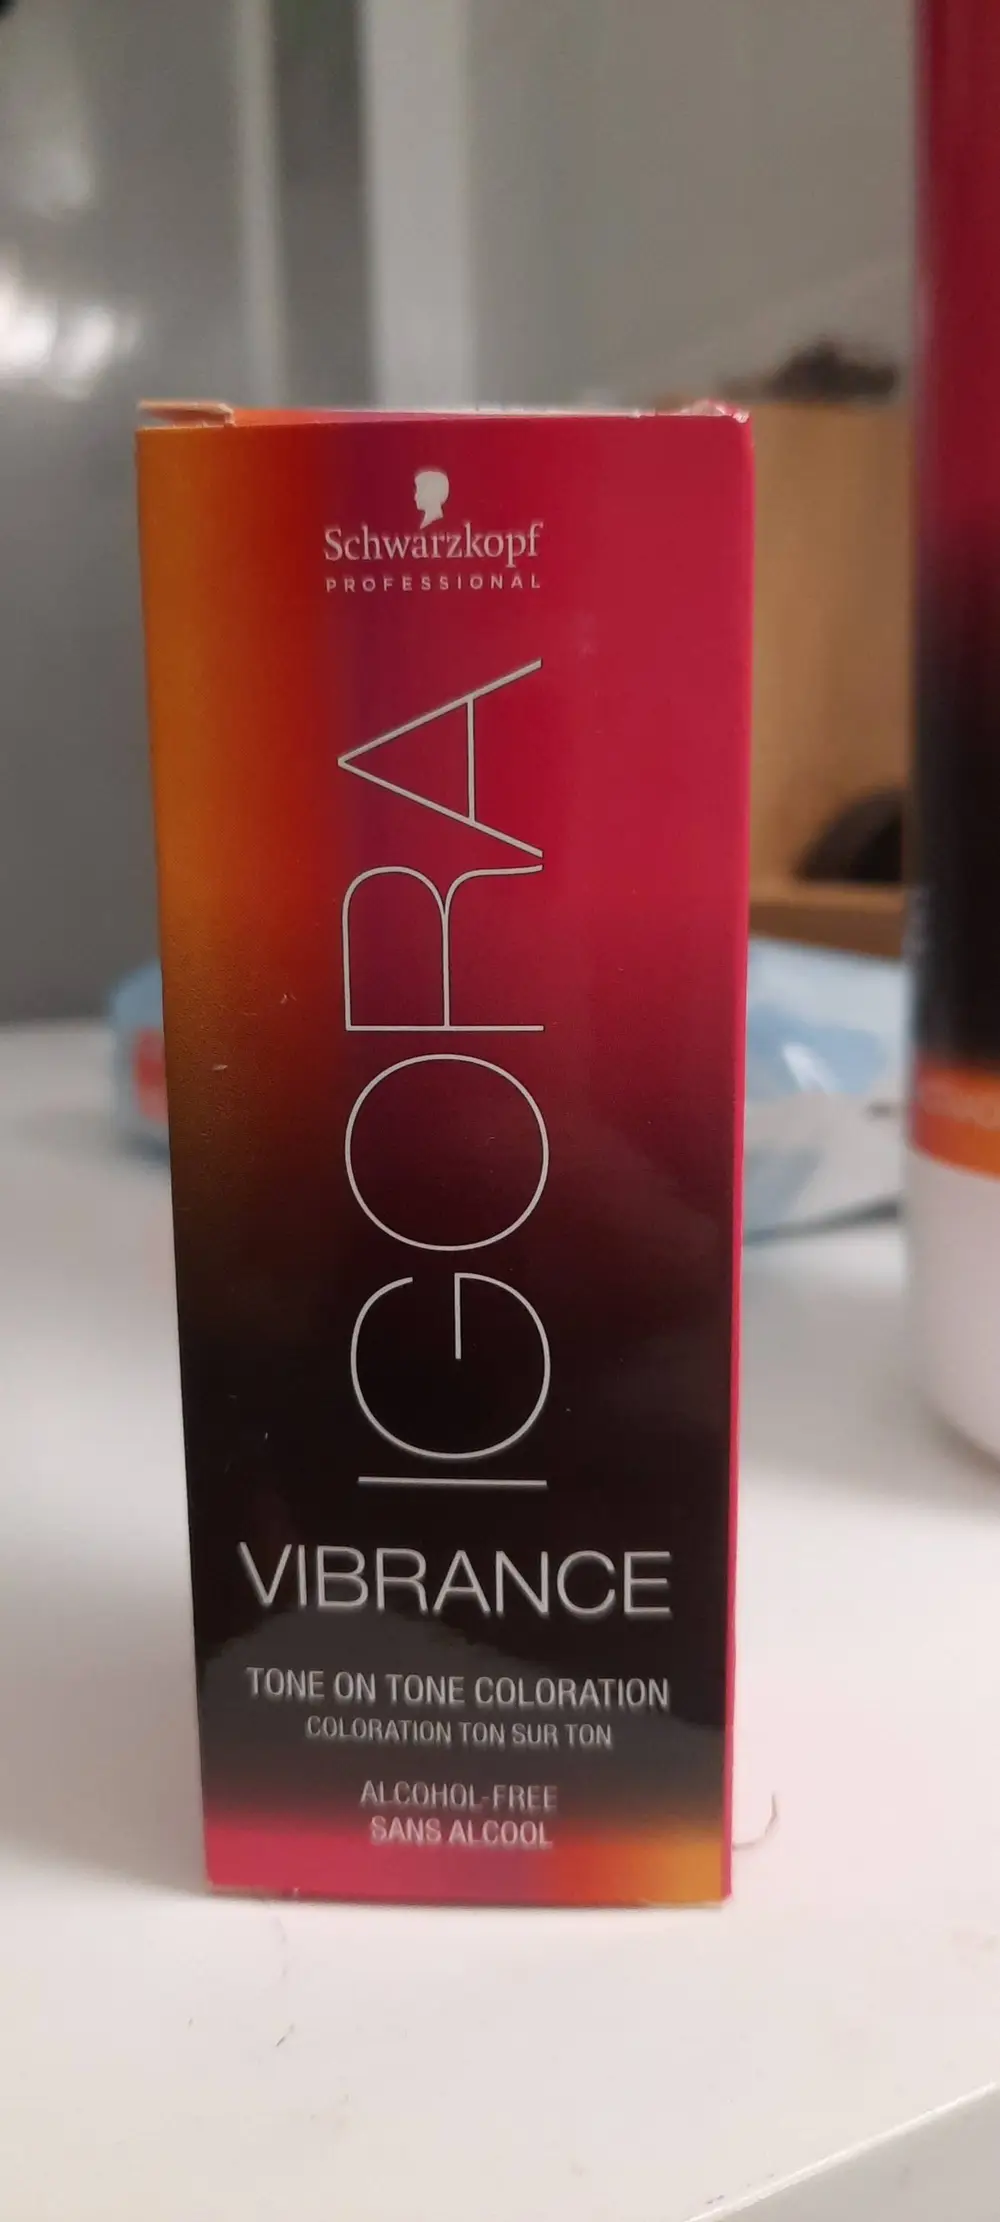 Schwarzkopf
PROFESSIONAL
IGORA
VIBRANCE
TONE ON TONE COLORATION
COLORATION TON SUR TON
ALCOHOL-FREE
SANS ALCOOL